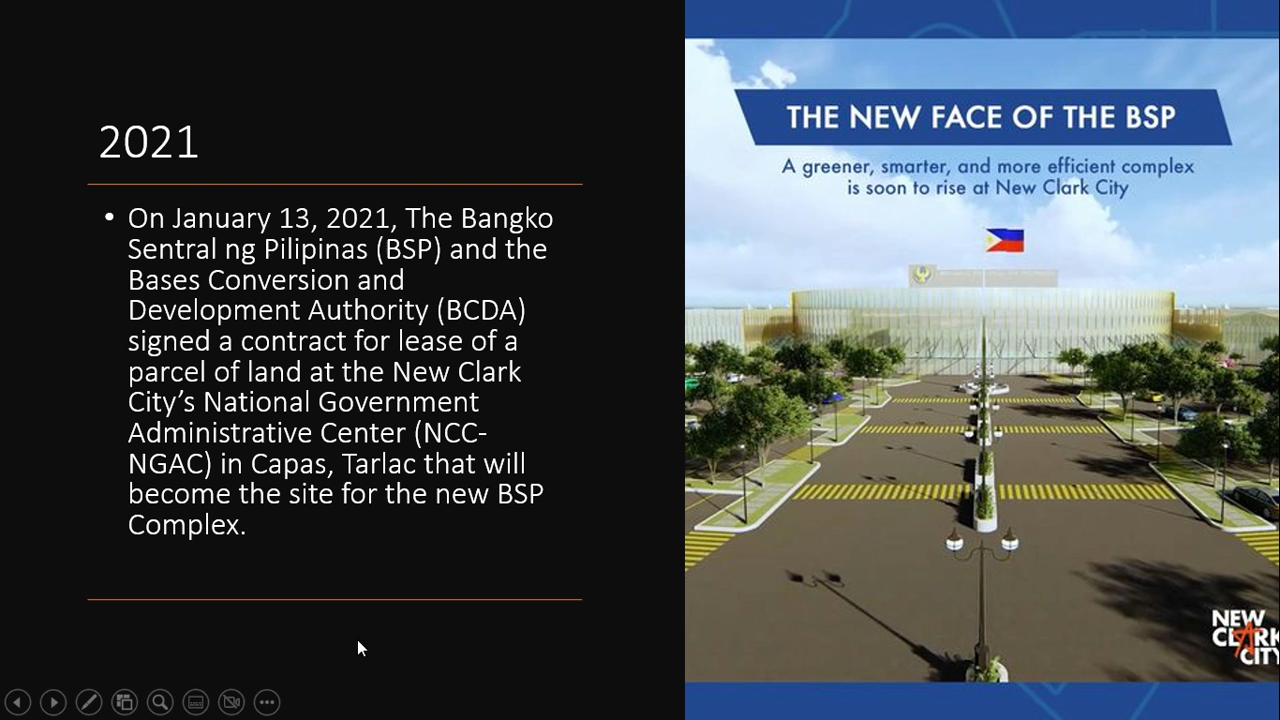 2021
• On January 13, 2021, The Bangko
Sentral ng Pilipinas (BSP) and the
Bases Conversion and
Development Authority (BCDA)
signed a contract for lease of a
parcel of land at the New Clark
City’s National Government
Administrative Center (NCC-
NGAC) in Capas, Tarlac that will
become the site for the new BSP
Complex.
THE NEW FACE OF THE BSP
A greener, smarter, and more efficient complex
is soon to rise at New Clark City
NEW
CLARK
CITY